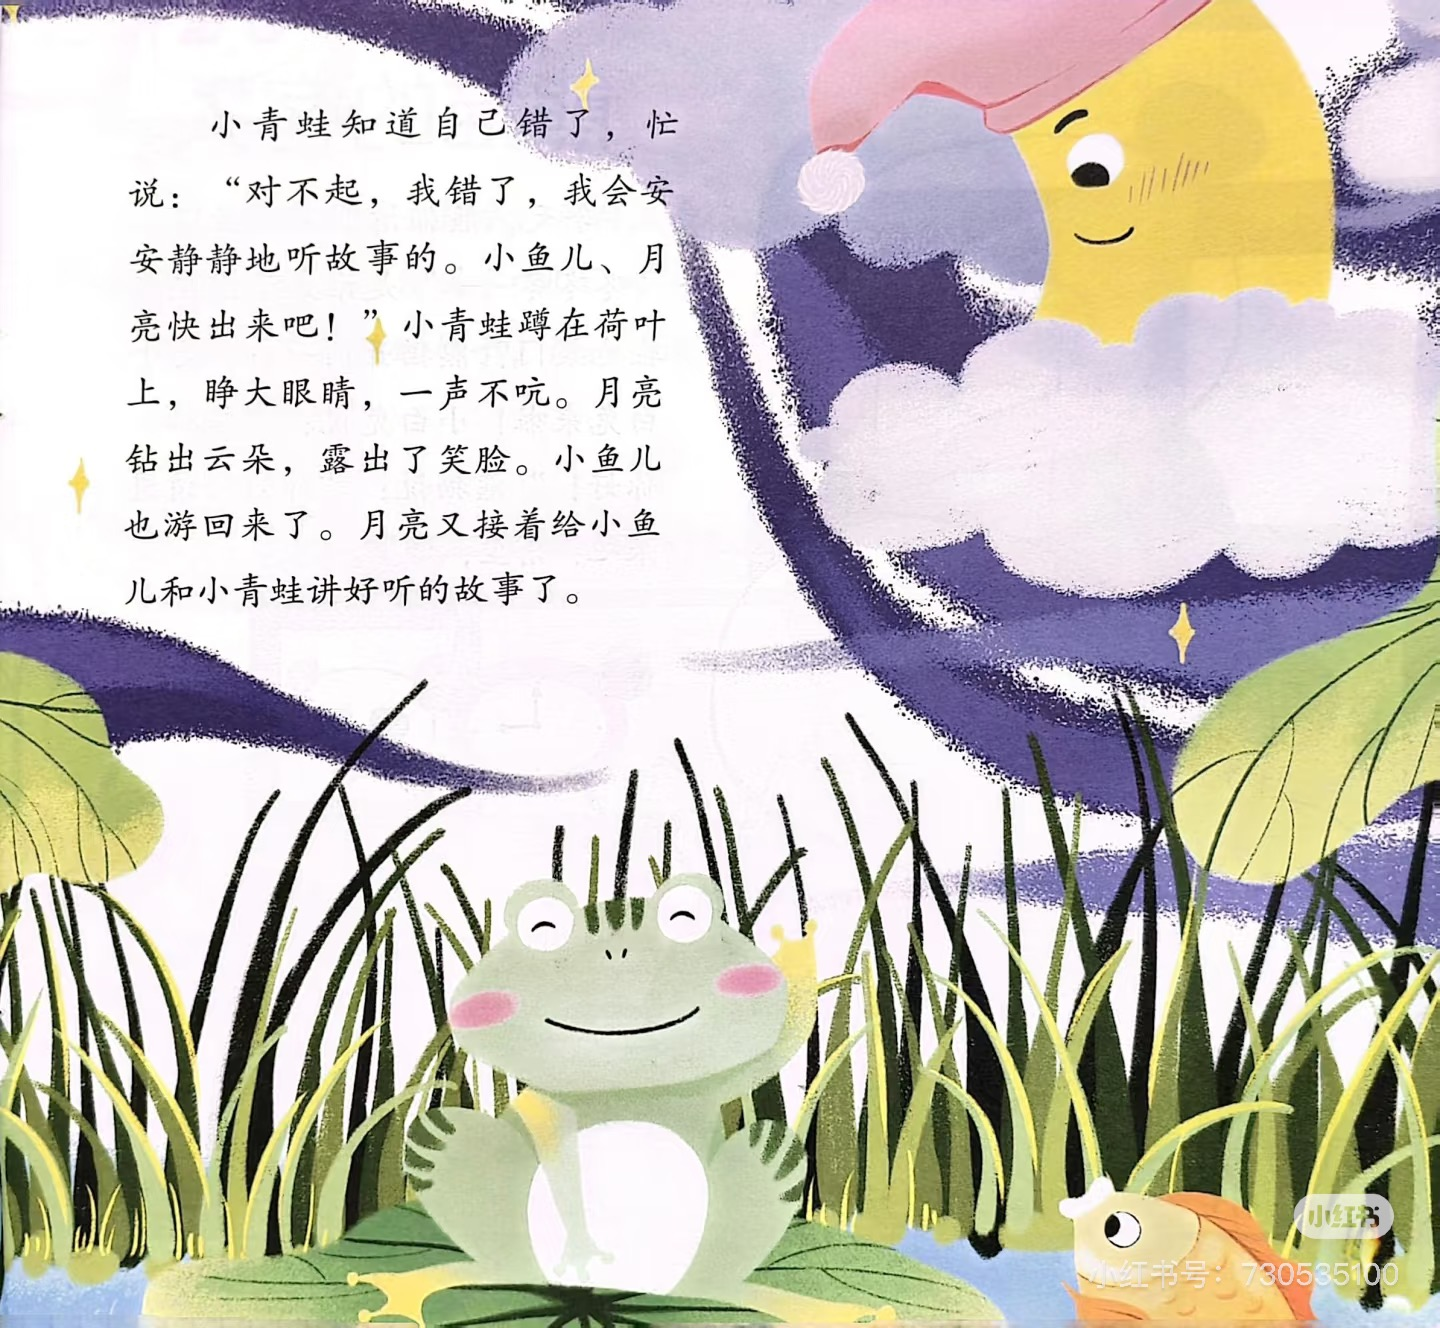 小青蛙知道自己错了，忙
说：“对不起，我错了，我会安
安静静地听故事的。小鱼儿、月
亮快出来吧！”小青蛙蹲在荷叶
上，睁大眼睛，一声不吭。月亮
钻出云朵，露出了笑脸。小鱼儿
也游回来了。月亮又接着给小鱼
儿和小青蛙讲好听的故事了。
小红书
小红书号：730535100